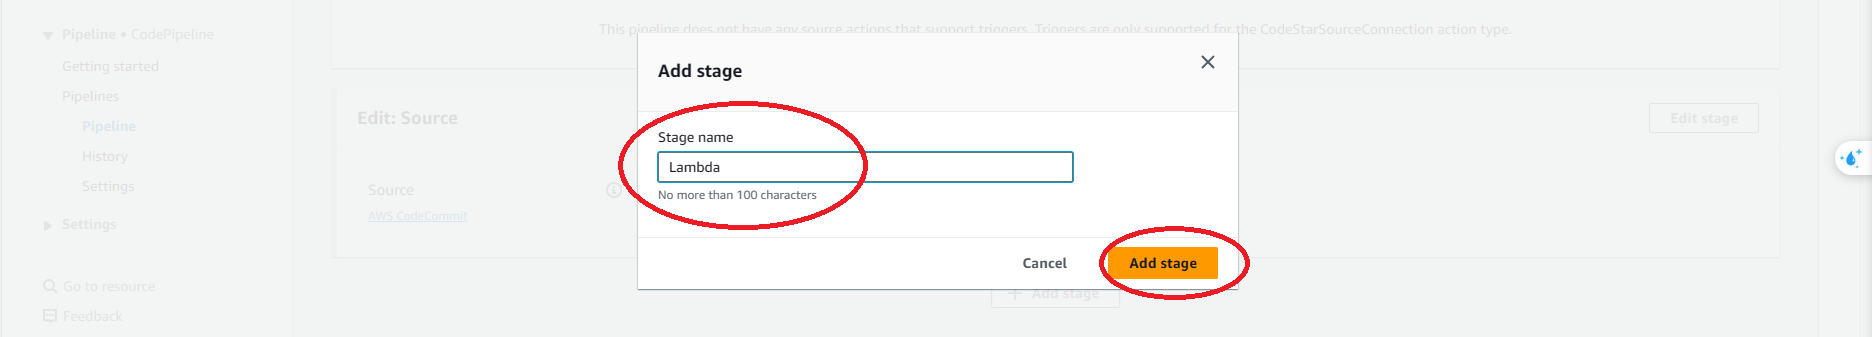 Pipeline • CodePipeline
Getting started
Pipelines
Pipeline
History
Settings
Settings
Go to resource
Feedback
This pipeline does not have any source actions that support triggers. Triggers are only supported for the CodeStarSourceConnection action type.
Edit: Source
Edit stage
Source
AWS CodeCommit
Add stage
Stage name
Lambda
No more than 100 characters
Cancel
Add stage
Add stage